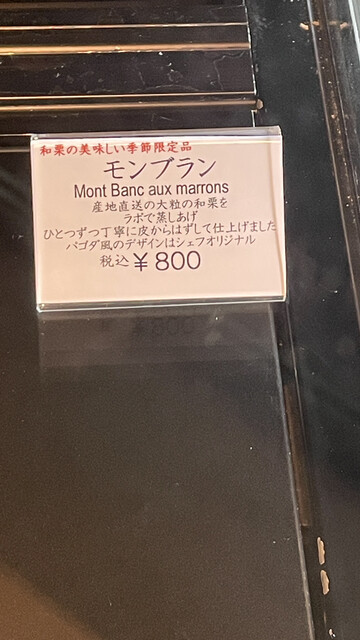 和栗の美味しい季節限定品
モンブラン
Mont Banc aux marrons
産地直送の大粒の和栗を
ラボで蒸しあげ
ひとつずつ丁寧に皮からはずして仕上げました
パゴダ風のデザインはシェフオリジナル
税込¥800